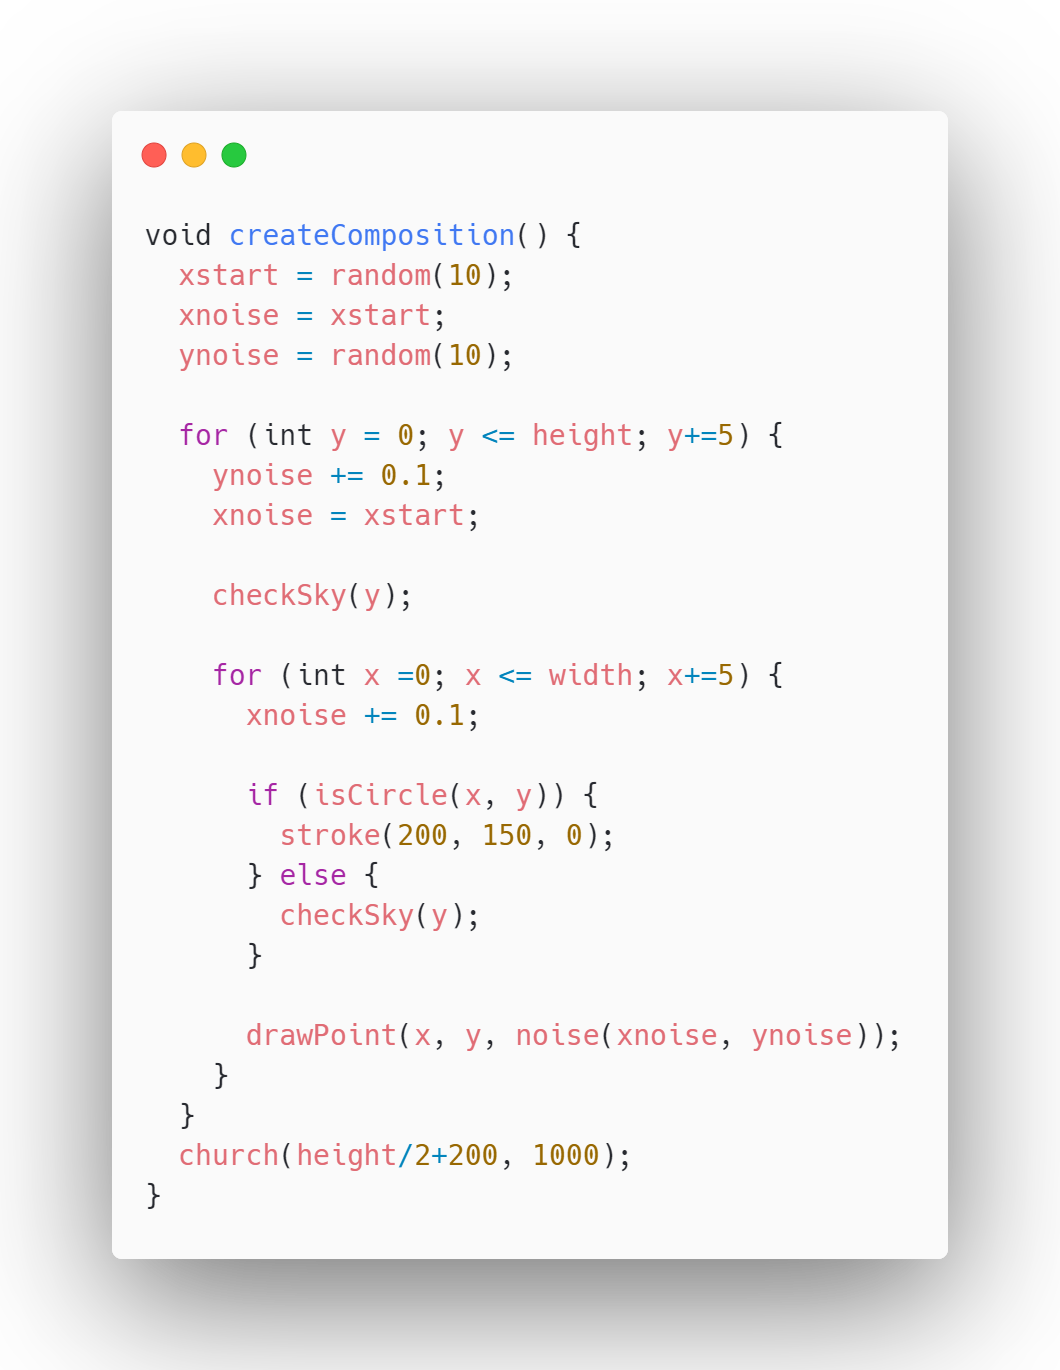 void createComposition() {
  xstart = random(10);
  xnoise = xstart;
  ynoise = random(10);

  for (int y = 0; y <= height; y+=5) {
    ynoise += 0.1;
    xnoise = xstart;

    checkSky(y);

    for (int x =0; x <= width; x+=5) {
      xnoise += 0.1;

      if (isCircle(x, y)) {
        stroke(200, 150, 0);
      } else {
        checkSky(y);
      }

      drawPoint(x, y, noise(xnoise, ynoise));
    }
  }
  church(height/2+200, 1000);
}